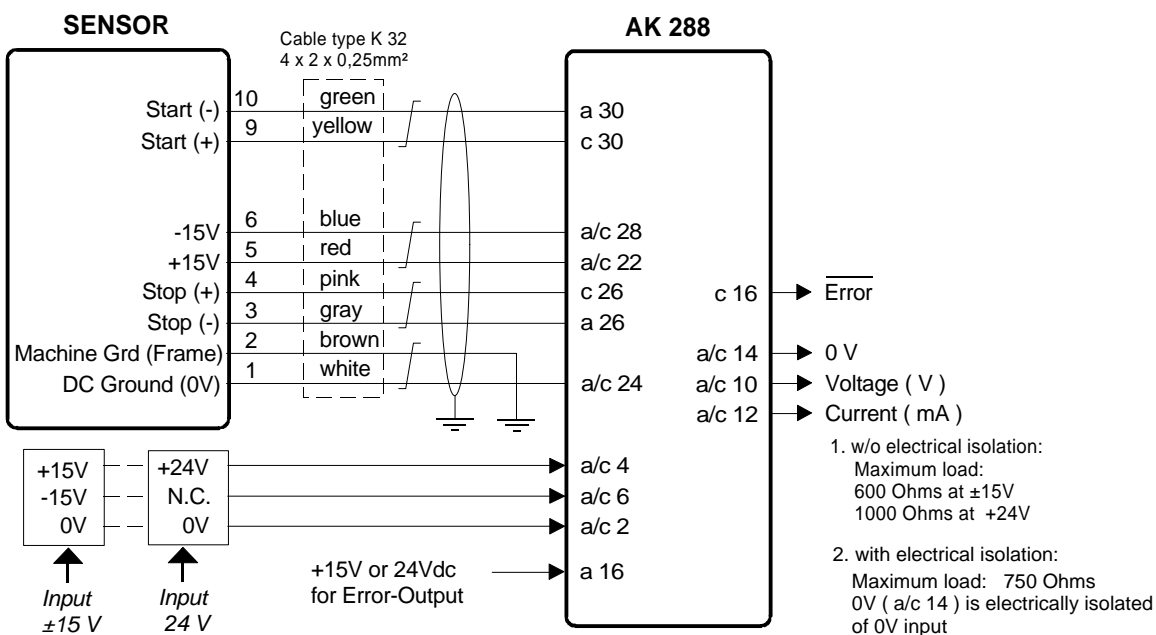 SENSOR
Cable type K 32
4 x 2 x 0,25mm²
AK 288
Start (-) 10 green a 30
Start (+) 9 yellow c 30
-15V 6 blue a/c 28
+15V 5 red a/c 22
Stop (+) 4 pink c 26
Stop (-) 3 gray a 26
Machine Grd (Frame) 2 brown
DC Ground (0V) 1 white a/c 24
c 16 Error
a/c 14 0 V
a/c 10 Voltage ( V )
a/c 12 Current ( mA )
+15V +24V a/c 4
-15V N.C. a/c 6
0V 0V a/c 2
Input
±15 V
Input
24 V
+15V or 24Vdc
for Error-Output
a 16
1. w/o electrical isolation:
Maximum load:
600 Ohms at ±15V
1000 Ohms at +24V
2. with electrical isolation:
Maximum load: 750 Ohms
0V ( a/c 14 ) is electrically isolated
of 0V input